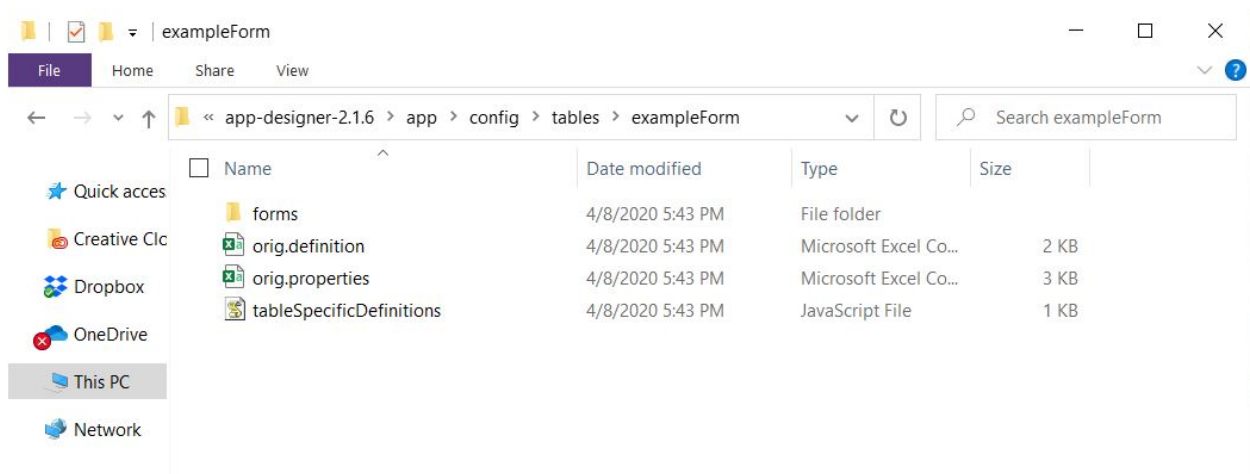 exampleForm
File Home Share View
« app-designer-2.1.6 > app > config > tables > exampleForm Search exampleForm
Name Date modified Type Size
Quick acces
forms 4/8/2020 5:43 PM File folder
Creative Clc
orig.definition 4/8/2020 5:43 PM Microsoft Excel Co... 2 KB
Dropbox
orig.properties 4/8/2020 5:43 PM Microsoft Excel Co... 3 KB
tableSpecificDefinitions 4/8/2020 5:43 PM JavaScript File 1 KB
OneDrive
This PC
Network